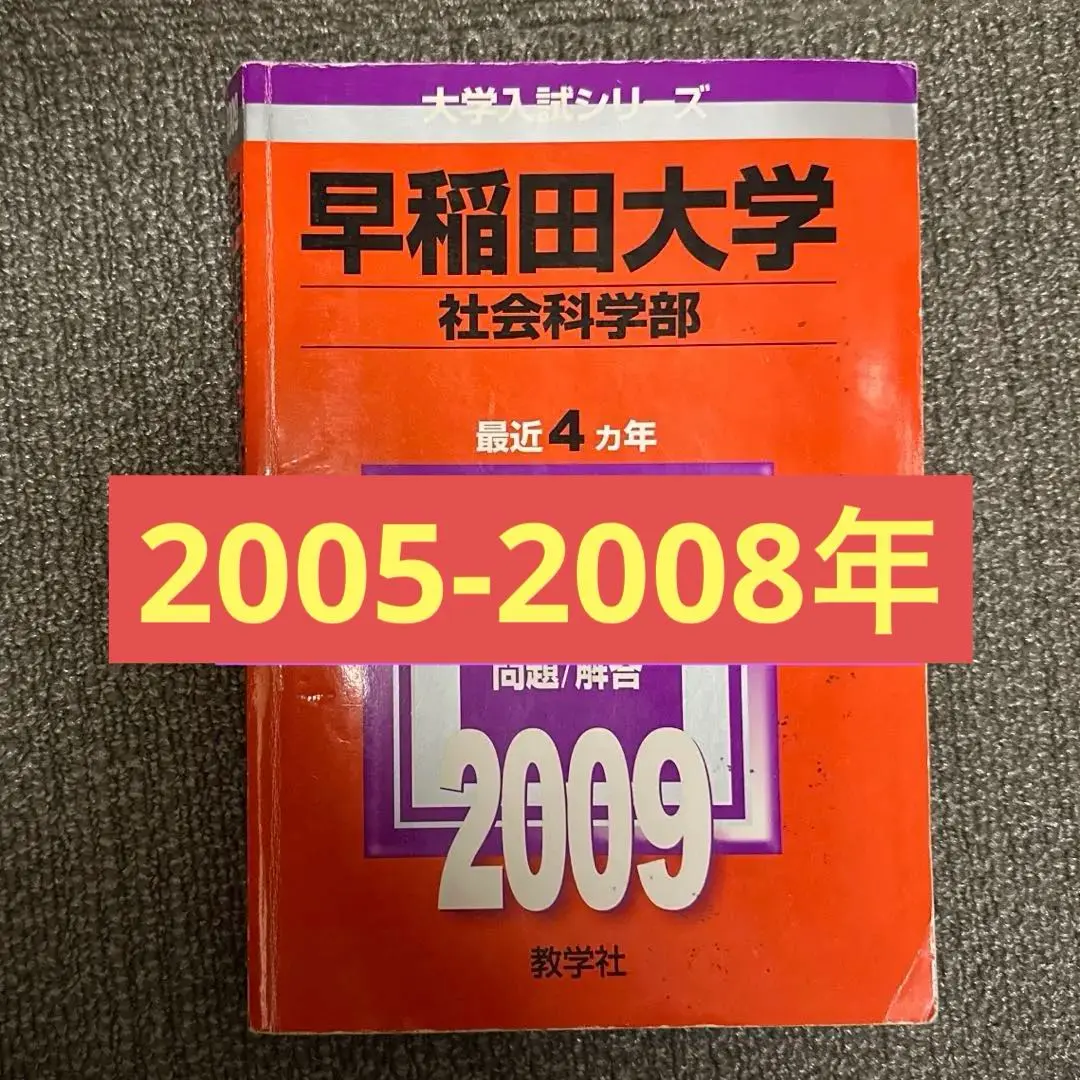 大学入試シリーズ
早稲田大学
社会科学部
最近4ヵ年
2005-2008年
問題/解答
2009
教学社